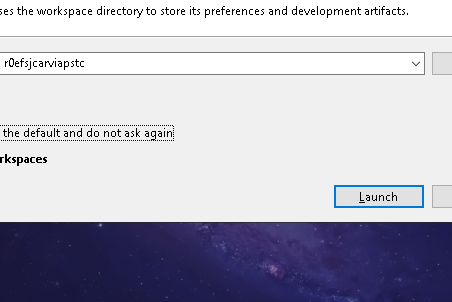 ses the workspace directory to store its preferences and development artifacts.
r0efsjcarviapstc
the default and do not ask again
rkspaces
Launch